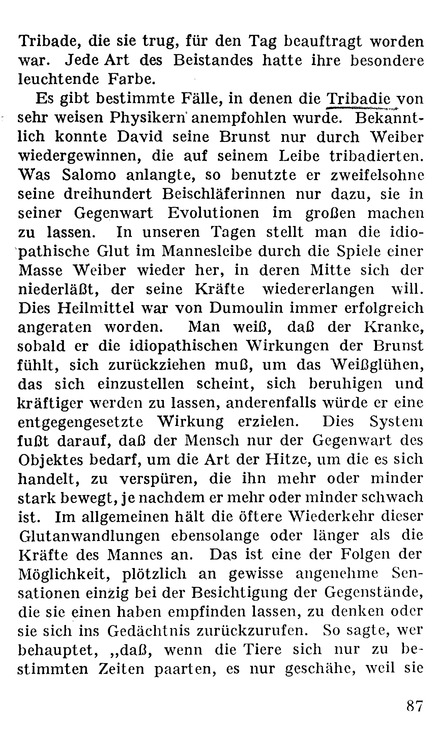 Tribade, die sie trug, für den Tag beauftragt worden
war. Jede Art des Beistandes hatte ihre besondere
leuchtende Farbe.
Es gibt bestimmte Fälle, in denen die Tribadie von
sehr weisen Physikern anempfohlen wurde. Bekannt-
lich konnte David seine Brunst nur durch Weiber
wiedergewinnen, die auf seinem Leibe tribadierten.
Was Salomo anlangte, so benutzte er zweifelsohne
seine dreihundert Beischläferinnen nur dazu, sie in
seiner Gegenwart Evolutionen im großen machen
zu lassen. In unseren Tagen stellt man die idio-
pathische Glut im Mannesleibe durch die Spiele einer
Masse Weiber wieder her, in deren Mitte sich der
niederläßt, der seine Kräfte wiedererlangen will.
Dies Heilmittel war von Dumoulin immer erfolgreich
angeraten worden. Man weiß, daß der Kranke,
sobald er die idiopathischen Wirkungen der Brunst
fühlt, sich zurückziehen muß, um das Weißglühen,
das sich einzustellen scheint, sich beruhigen und
kräftiger werden zu lassen, anderenfalls würde er eine
entgegengesetzte Wirkung erzielen. Dies System
fußt darauf, daß der Mensch nur der Gegenwart des
Objektes bedarf, um die Art der Hitze, um die es sich
handelt, zu verspüren, die ihn mehr oder minder
stark bewegt, je nachdem er mehr oder minder schwach
ist. Im allgemeinen hält die öftere Wiederkehr dieser
Glutanwandlungen ebensolange oder länger als die
Kräfte des Mannes an. Das ist eine der Folgen der
Möglichkeit, plötzlich an gewisse angenehme Sen-
sationen einzig bei der Besichtigung der Gegenstände,
die sie einen haben empfinden lassen, zu denken oder
sie sich ins Gedächtnis zurückzurufen. So sagte, wer
behauptet, „daß, wenn die Tiere sich nur zu be-
stimmten Zeiten paarten, es nur geschähe, weil sie
87